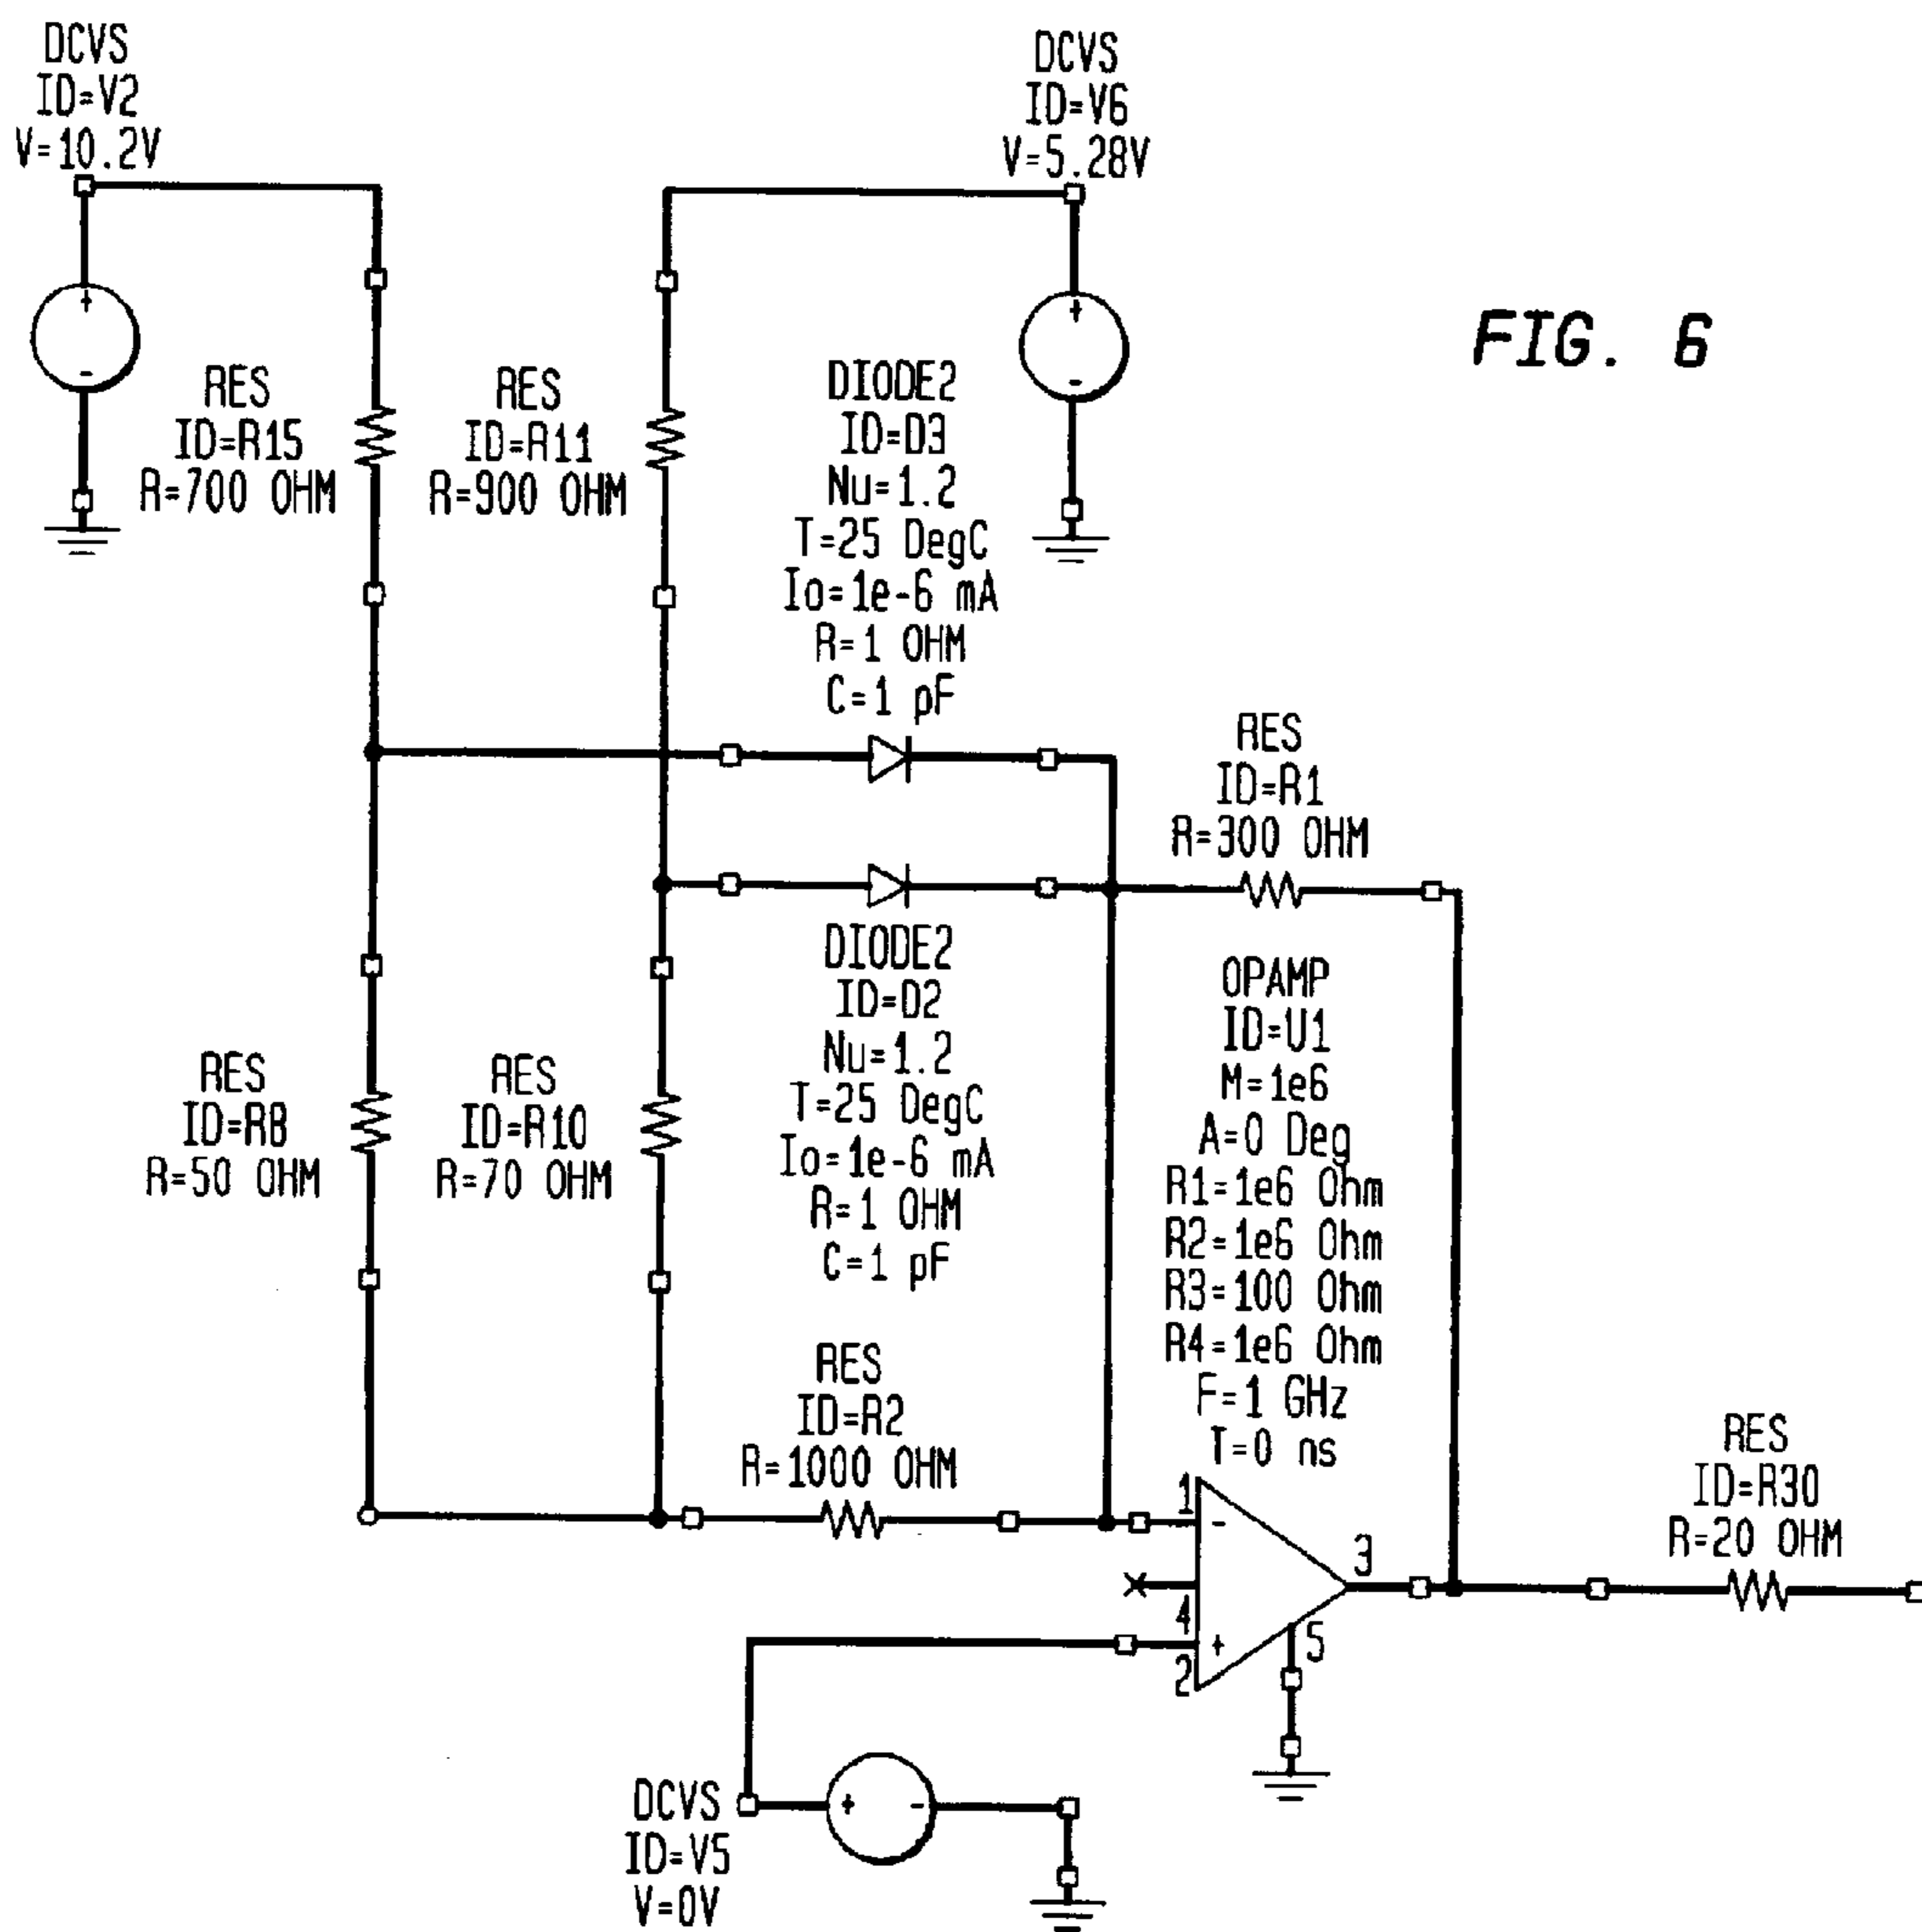 DCVS
ID=V2
V=10.2V
DCVS
ID=V6
V=5.28V
FIG. 6
RES
ID=R15
R=700 OHM
RES
ID=R11
R=900 OHM
DIODE2
ID=D3
Nu=1.2
T=25 DegC
Io=1e-6 mA
R=1 OHM
C=1 pF
RES
ID=R1
R=300 OHM
DIODE2
ID=D2
Nu=1.2
T=25 DegC
Io=1e-6 mA
R=1 OHM
C=1 pF
OPAMP
ID=U1
M=1e6
A=0 Deg
R1=1e6 Ohm
R2=1e6 Ohm
R3=100 Ohm
R4=1e6 Ohm
F=1 GHz
T=0 ns
RES
ID=R8
R=50 OHM
RES
ID=R10
R=70 OHM
RES
ID=R2
R=1000 OHM
RES
ID=R30
R=20 OHM
1
-
3
4
+
2
5
+
-
+
-
DCVS
ID=V5
V=0V
+
-